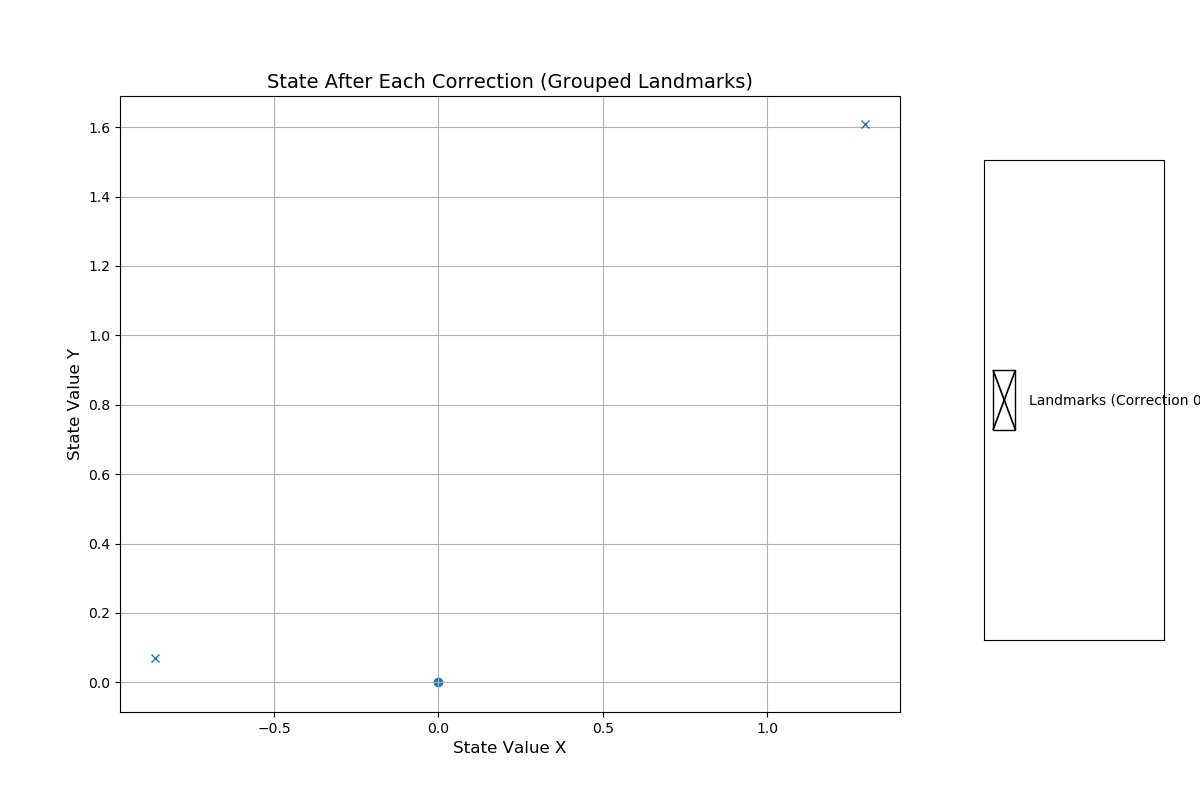 State After Each Correction (Grouped Landmarks)
State Value Y
1.6
1.4
1.2
1.0
0.8
0.6
0.4
0.2
0.0
−0.5 0.0 0.5 1.0
State Value X
Landmarks (Correction 0